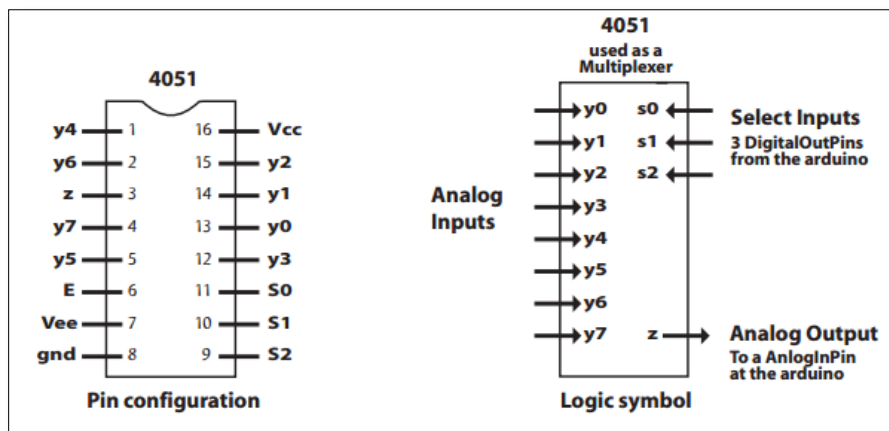 4051
y4 1 16 Vcc
y6 2 15 y2
z 3 14 y1
y7 4 13 y0
y5 5 12 y3
E 6 11 S0
Vee 7 10 S1
gnd 8 9 S2
Pin configuration
4051
used as a
Multiplexer
y0 s0
y1 s1
y2 s2
y3
y4
y5
y6
y7 z
Analog
Inputs
Select Inputs
3 DigitalOutPins
from the arduino
Analog Output
To a AnlogInPin
at the arduino
Logic symbol